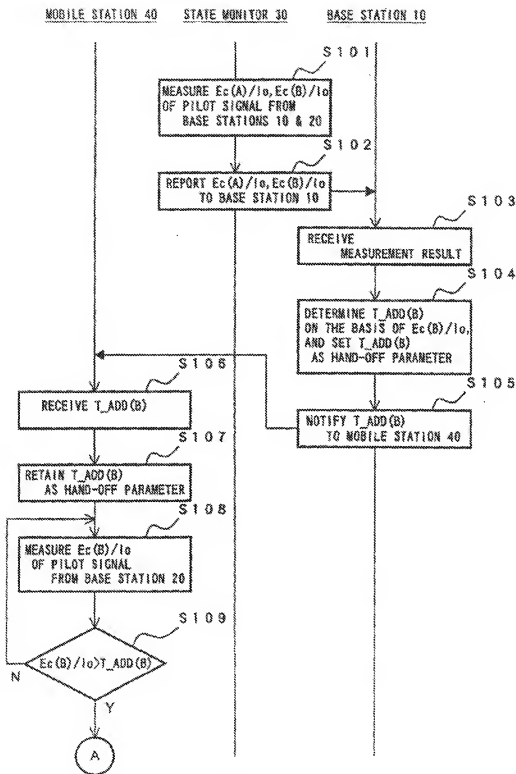 MOBILE STATION 40 STATE MONITOR 30 BASE STATION 10
S101
MEASURE Ec(A)/Io,Ec(B)/Io
OF PILOT SIGNAL FROM
BASE STATIONS 10 & 20
S102
REPORT Ec(A)/Io,Ec(B)/Io
TO BASE STATION 10
S103
RECEIVE
MEASUREMENT RESULT
S104
DETERMINE T_ADD(B)
ON THE BASIS OF Ec(B)/Io,
AND SET T_ADD(B)
AS HAND-OFF PARAMETER
S105
NOTIFY T_ADD(B)
TO MOBILE STATION 40
S106
RECEIVE T_ADD(B)
S107
RETAIN T_ADD(B)
AS HAND-OFF PARAMETER
S108
MEASURE Ec(B)/Io
OF PILOT SIGNAL
FROM BASE STATION 20
S109
Ec(B)/Io>T_ADD(B)
N
Y
A